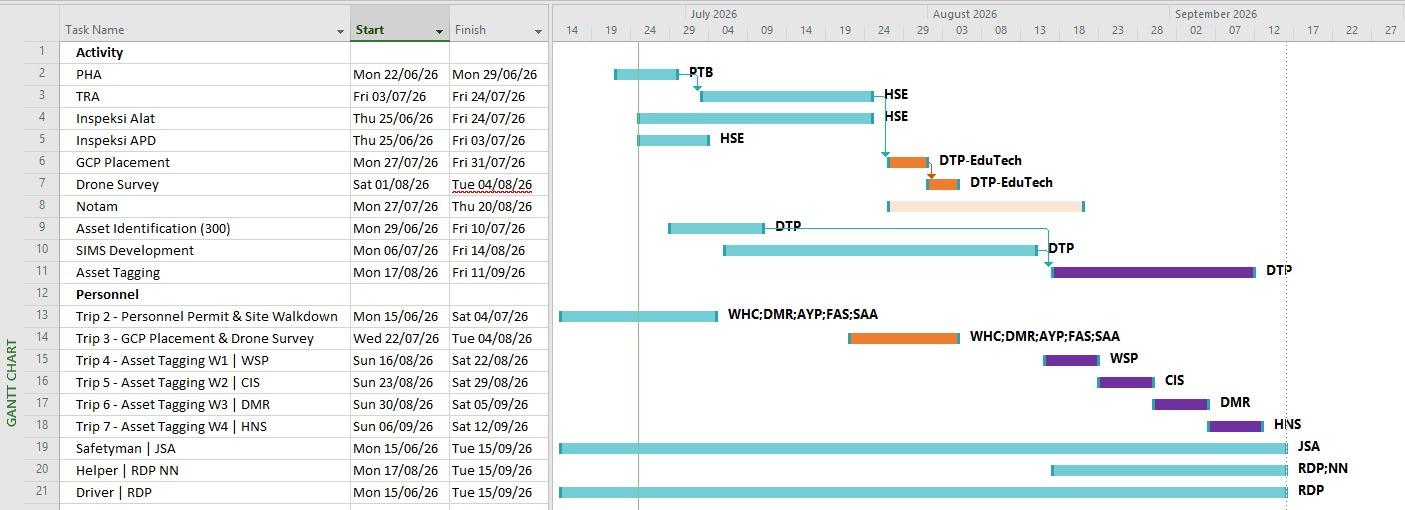 July 2026 August 2026 September 2026
Task Name Start Finish 14 19 24 29 04 09 14 19 24 29 03 08 13 18 23 28 02 07 12 17 22 27
1 Activity
2 PHA Mon 22/06/26 Mon 29/06/26 PTB
3 TRA Fri 03/07/26 Fri 24/07/26 HSE
4 Inspeksi Alat Thu 25/06/26 Fri 24/07/26 HSE
5 Inspeksi APD Thu 25/06/26 Fri 03/07/26 HSE
6 GCP Placement Mon 27/07/26 Fri 31/07/26 DTP-EduTech
7 Drone Survey Sat 01/08/26 Tue 04/08/26 DTP-EduTech
8 Notam Mon 27/07/26 Thu 20/08/26
9 Asset Identification (300) Mon 29/06/26 Fri 10/07/26 DTP
10 SIMS Development Mon 06/07/26 Fri 14/08/26 DTP
11 Asset Tagging Mon 17/08/26 Fri 11/09/26 DTP
12 Personnel
13 Trip 2 - Personnel Permit & Site Walkdown Mon 15/06/26 Sat 04/07/26 WHC;DMR;AYP;FAS;SAA
14 Trip 3 - GCP Placement & Drone Survey Wed 22/07/26 Tue 04/08/26 WHC;DMR;AYP;FAS;SAA
15 Trip 4 - Asset Tagging W1 | WSP Sun 16/08/26 Sat 22/08/26 WSP
16 Trip 5 - Asset Tagging W2 | CIS Sun 23/08/26 Sat 29/08/26 CIS
17 Trip 6 - Asset Tagging W3 | DMR Sun 30/08/26 Sat 05/09/26 DMR
18 Trip 7 - Asset Tagging W4 | HNS Sun 06/09/26 Sat 12/09/26 HNS
19 Safetyman | JSA Mon 15/06/26 Tue 15/09/26 JSA
20 Helper | RDP NN Mon 17/08/26 Tue 15/09/26 RDP;NN
21 Driver | RDP Mon 15/06/26 Tue 15/09/26 RDP
GANTT CHART